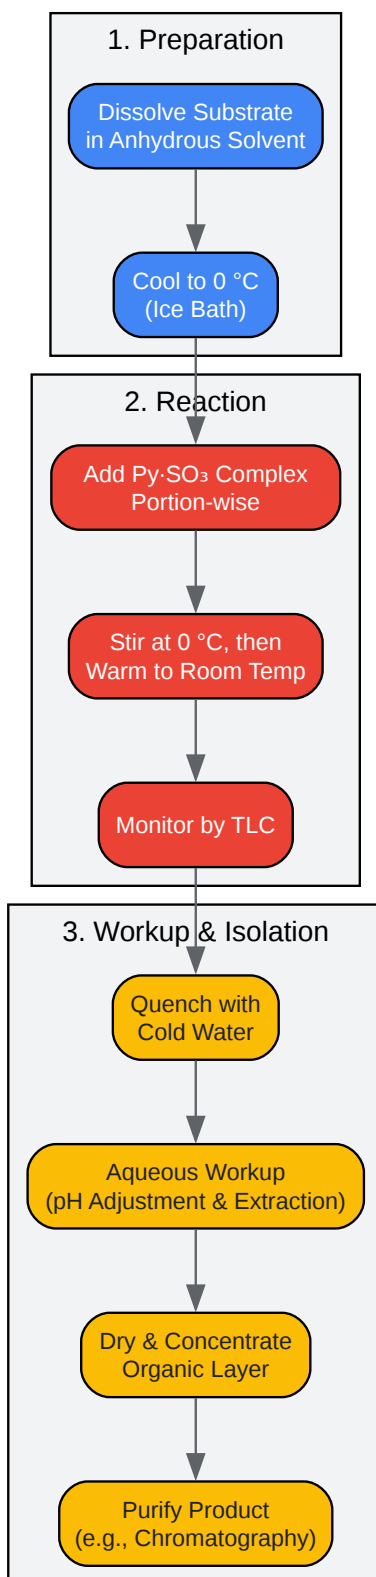 1. Preparation
Dissolve Substrate
in Anhydrous Solvent
Cool to 0 °C
(Ice Bath)
2. Reaction
Add Py·SO₃ Complex
Portion-wise
Stir at 0 °C, then
Warm to Room Temp
Monitor by TLC
3. Workup & Isolation
Quench with
Cold Water
Aqueous Workup
(pH Adjustment & Extraction)
Dry & Concentrate
Organic Layer
Purify Product
(e.g., Chromatography)